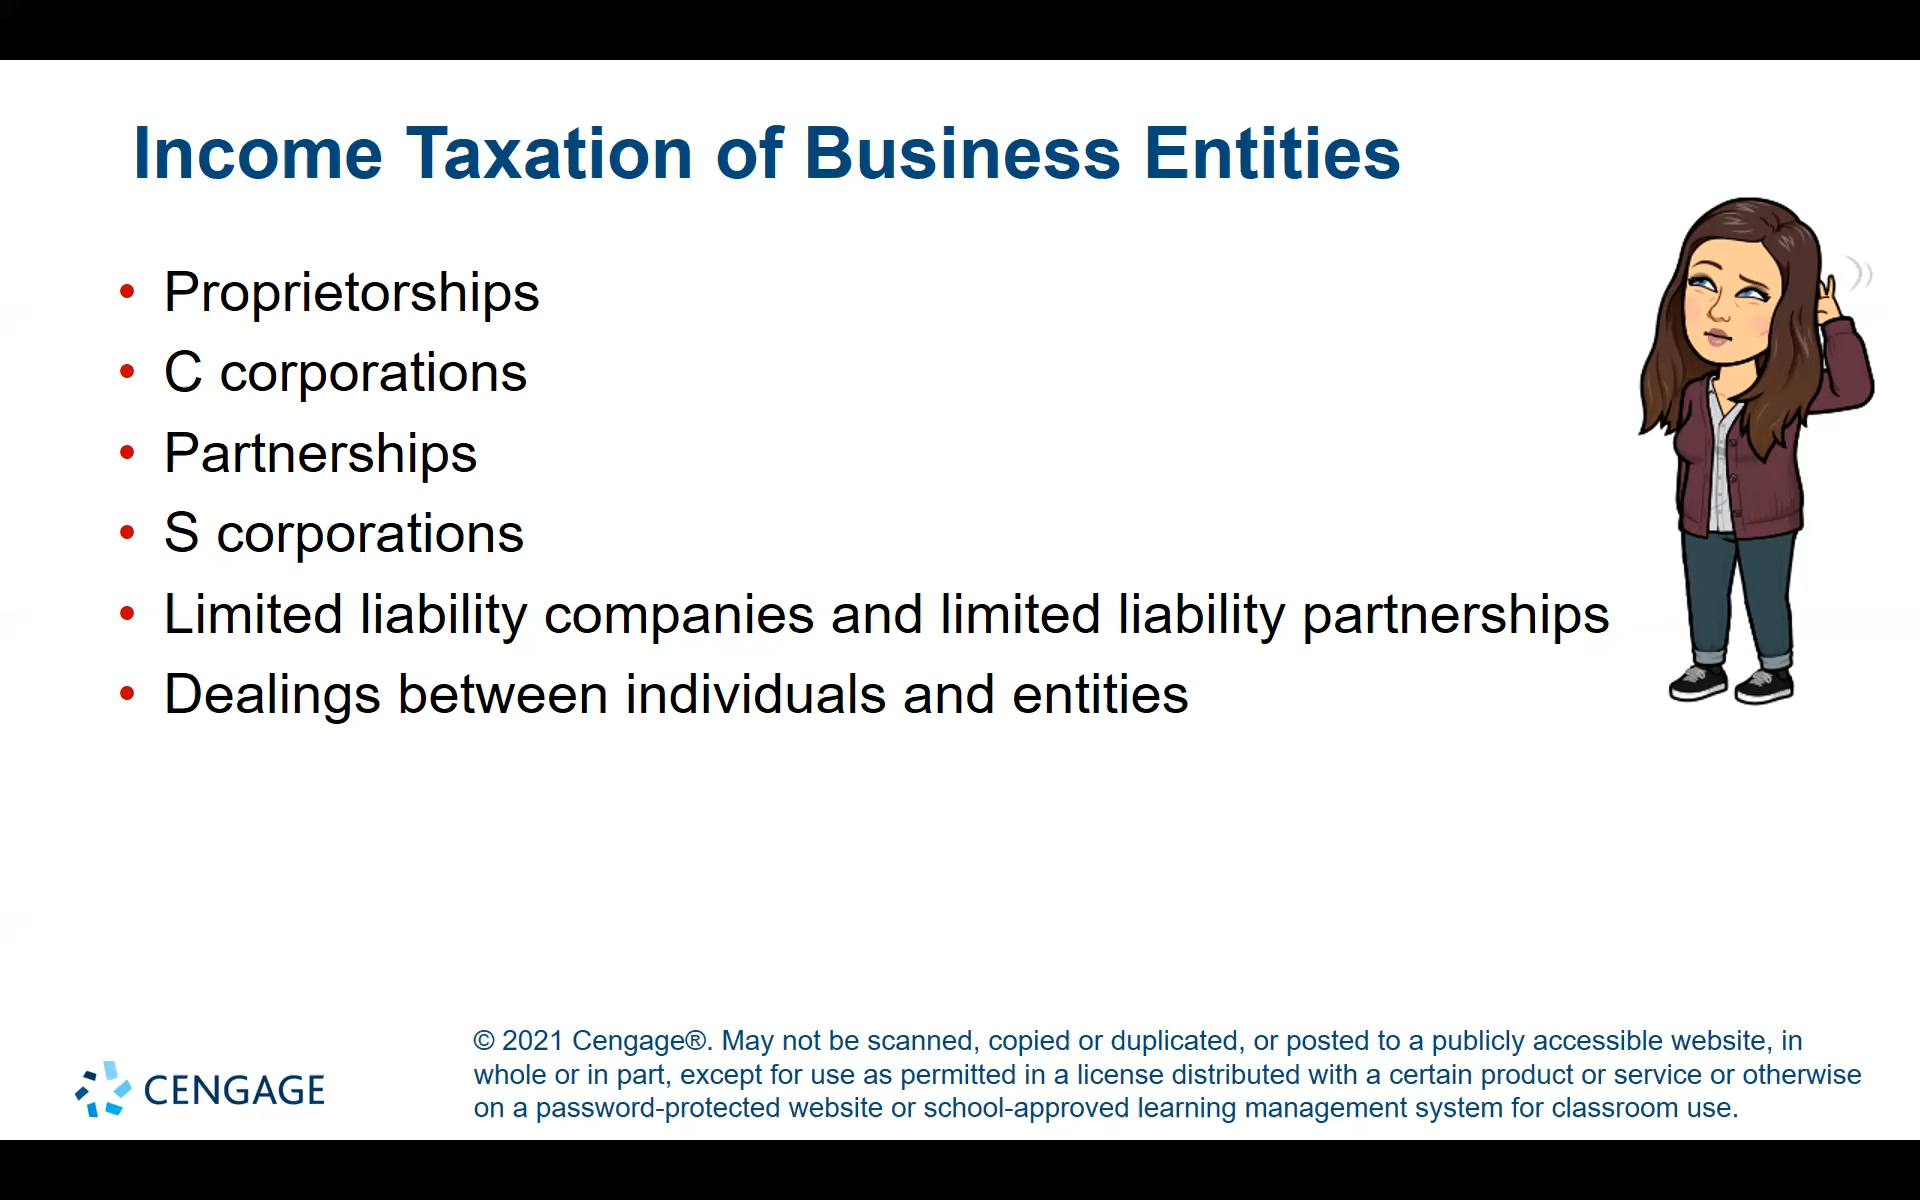 Income Taxation of Business Entities
• Proprietorships
• C corporations
• Partnerships
• S corporations
• Limited liability companies and limited liability partnerships
• Dealings between individuals and entities
CENGAGE
© 2021 Cengage®. May not be scanned, copied or duplicated, or posted to a publicly accessible website, in
whole or in part, except for use as permitted in a license distributed with a certain product or service or otherwise
on a password-protected website or school-approved learning management system for classroom use.